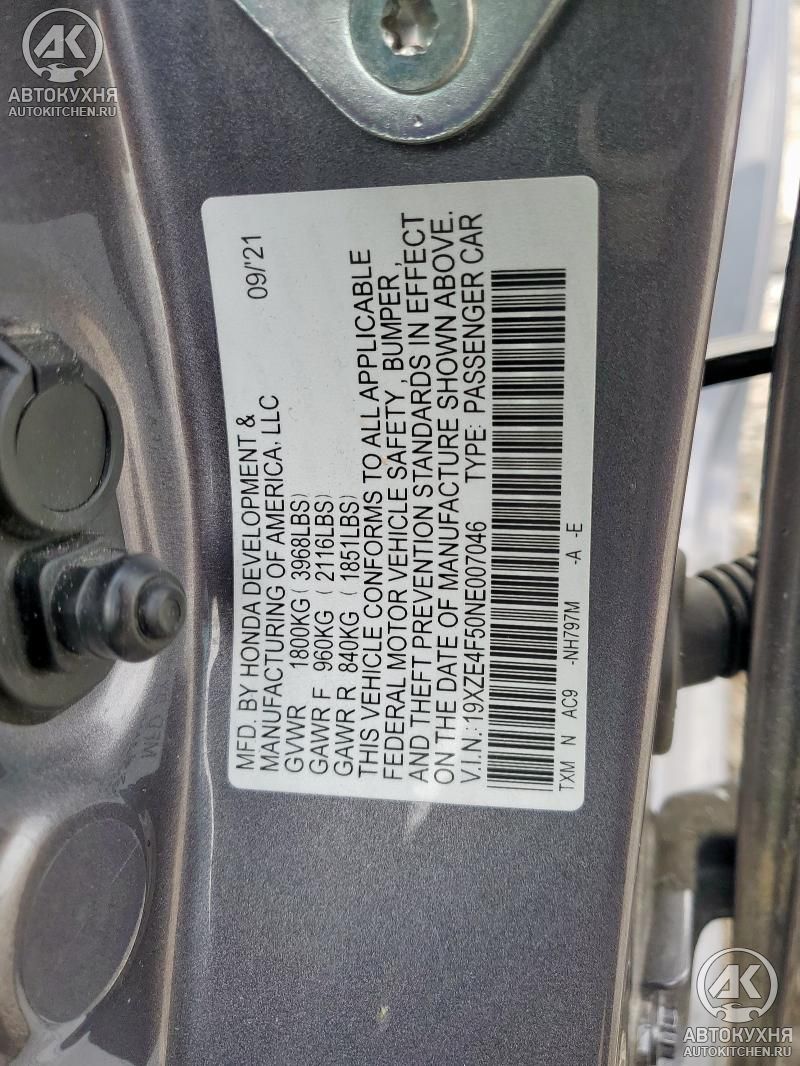 AK
АВТОКУХНЯ
AUTOKITCHEN.RU
MFD. BY HONDA DEVELOPMENT & 09/'21
MANUFACTURING OF AMERICA, LLC
GVWR 1800KG ( 3968LBS)
GAWR F 960KG ( 2116LBS)
GAWR R 840KG ( 1851LBS)
THIS VEHICLE CONFORMS TO ALL APPLICABLE
FEDERAL MOTOR VEHICLE SAFETY , BUMPER ,
AND THEFT PREVENTION STANDARDS IN EFFECT
ON THE DATE OF MANUFACTURE SHOWN ABOVE.
V.I.N.: 19XZE4F50NE007046 TYPE: PASSENGER CAR
TXM N AC9 -NH797M -A -E
AK
АВТОКУХНЯ
AUTOKITCHEN.RU